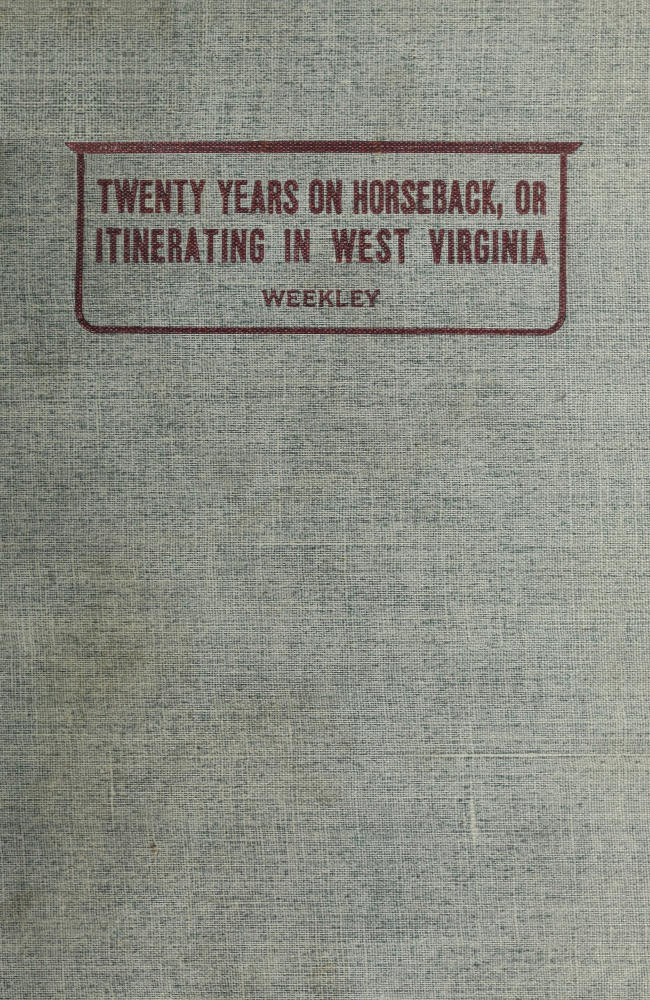 TWENTY YEARS ON HORSEBACK, OR
ITINERATING IN WEST VIRGINIA
WEEKLEY